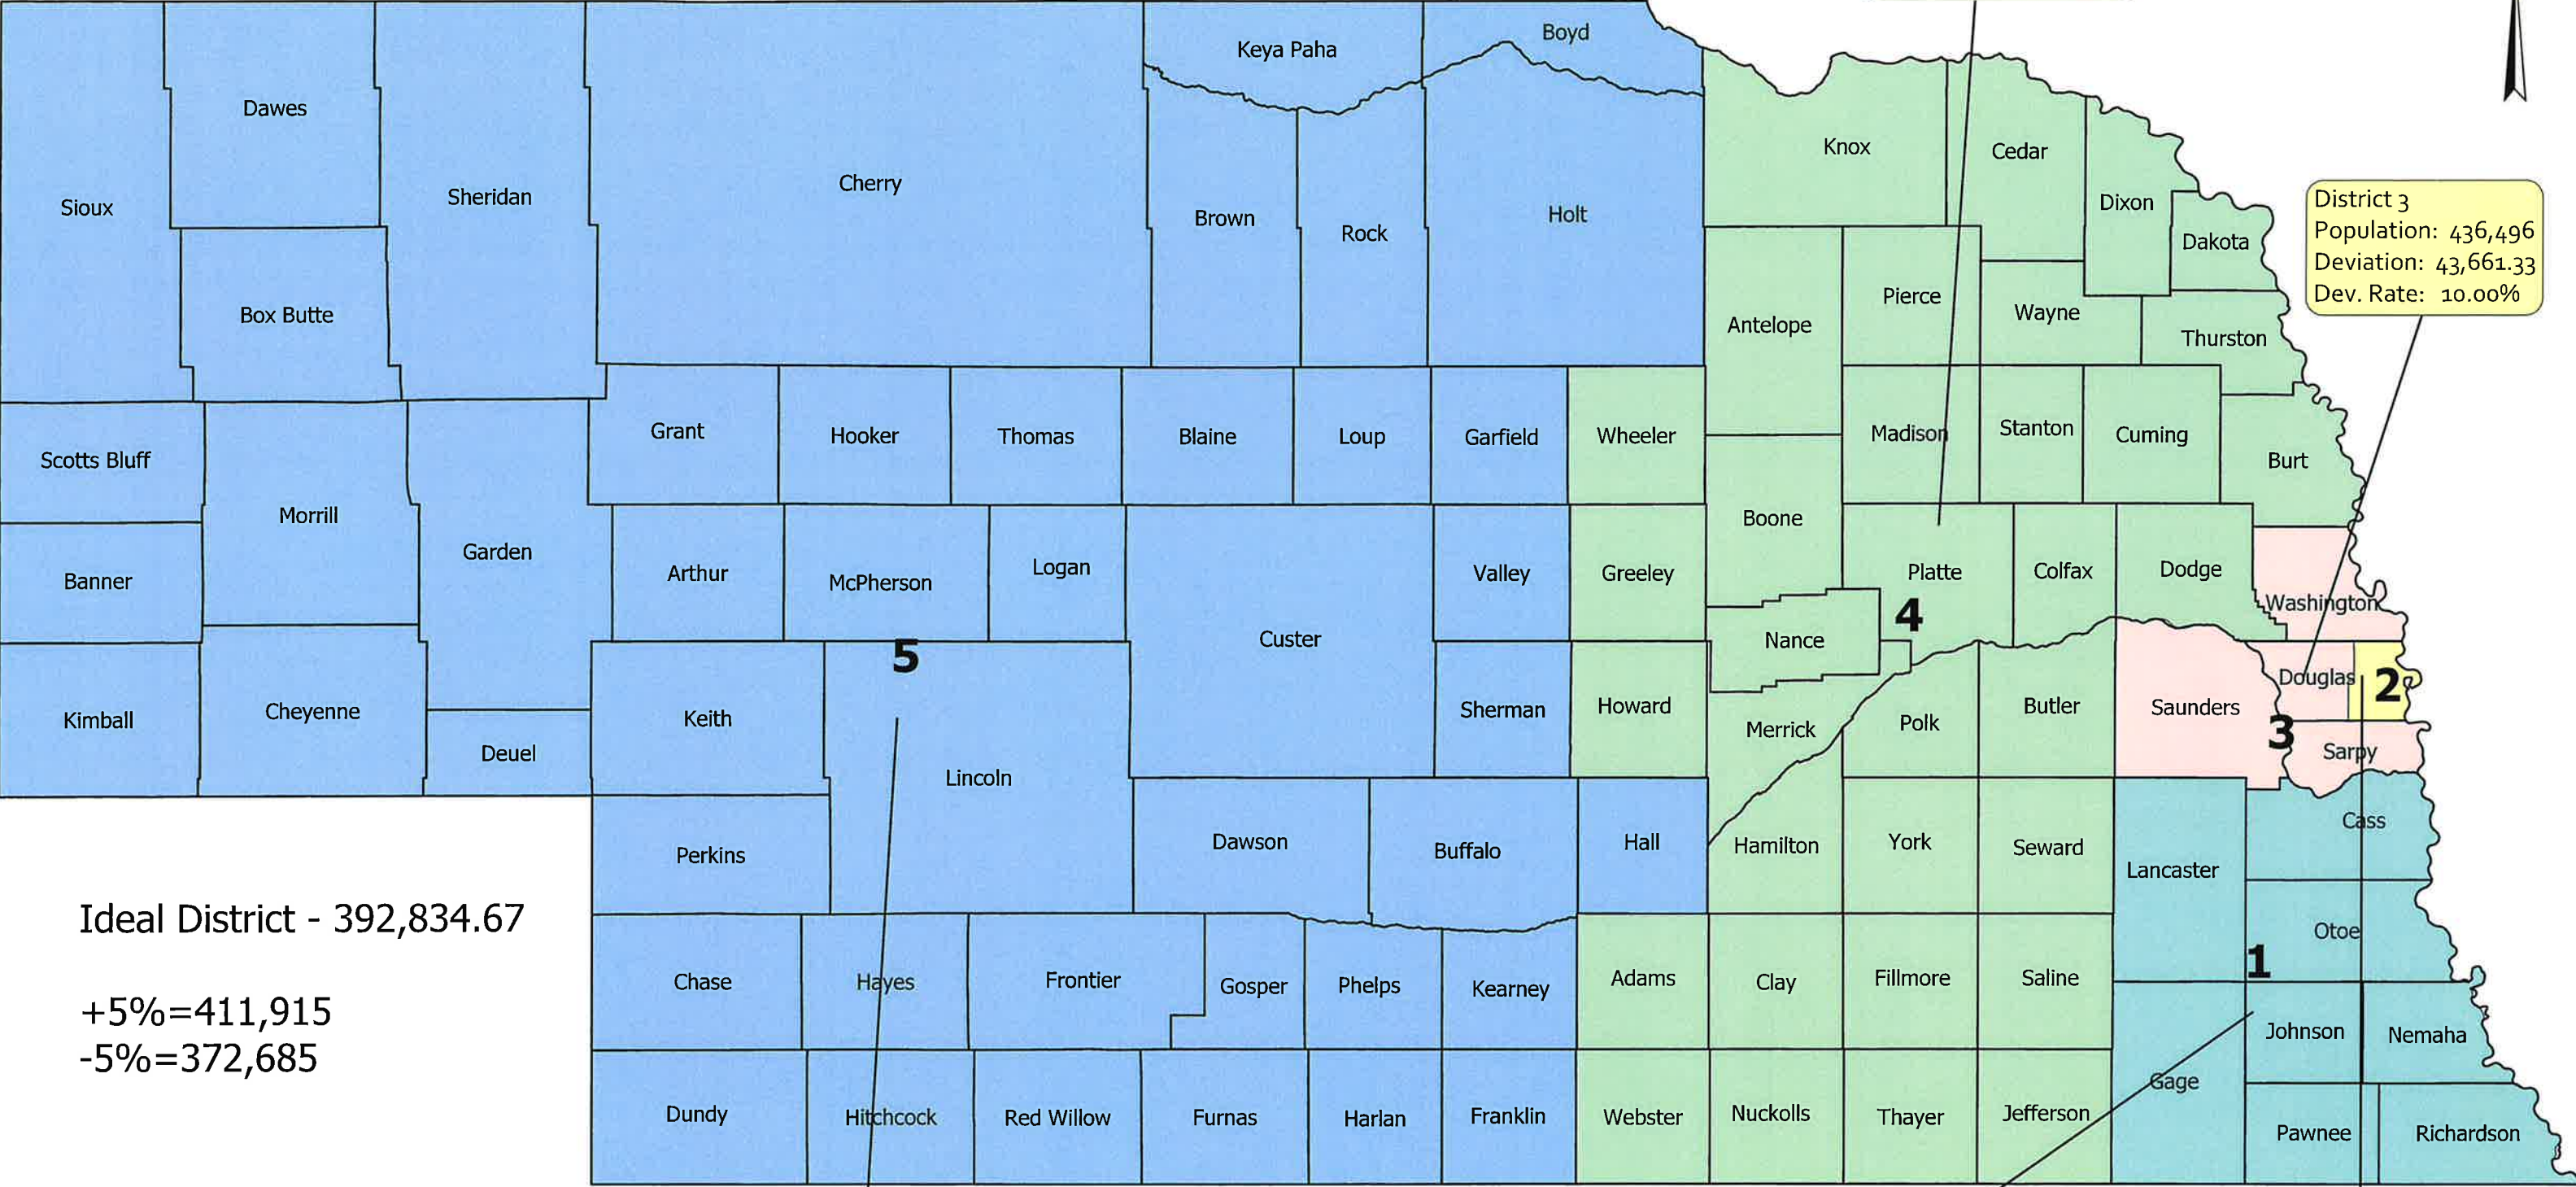 Keya Paha
Boyd
Dawes
Knox
Cedar
Cherry
Sheridan
Sioux
Dixon
Brown
Rock
Holt
Dakota
District 3
Population: 436,496
Deviation: 43,661.33
Dev. Rate: 10.00%
Box Butte
Antelope
Pierce
Wayne
Thurston
Grant
Hooker
Thomas
Blaine
Loup
Garfield
Wheeler
Madison
Stanton
Cuming
Burt
Scotts Bluff
Morrill
Garden
Boone
Banner
Arthur
McPherson
Logan
Valley
Greeley
Platte
Colfax
Dodge
Washington
4
Custer
Nance
5
Kimball
Cheyenne
Keith
Sherman
Howard
Merrick
Polk
Butler
Saunders
Douglas
2
3
Sarpy
Deuel
Lincoln
Perkins
Dawson
Buffalo
Hall
Hamilton
York
Seward
Lancaster
Cass
Ideal District - 392,834.67
Otoe
1
Chase
Hayes
Frontier
Gosper
Phelps
Kearney
Adams
Clay
Fillmore
Saline
+5%=411,915
-5%=372,685
Johnson
Nemaha
Gage
Dundy
Hitchcock
Red Willow
Furnas
Harlan
Franklin
Webster
Nuckolls
Thayer
Jefferson
Pawnee
Richardson